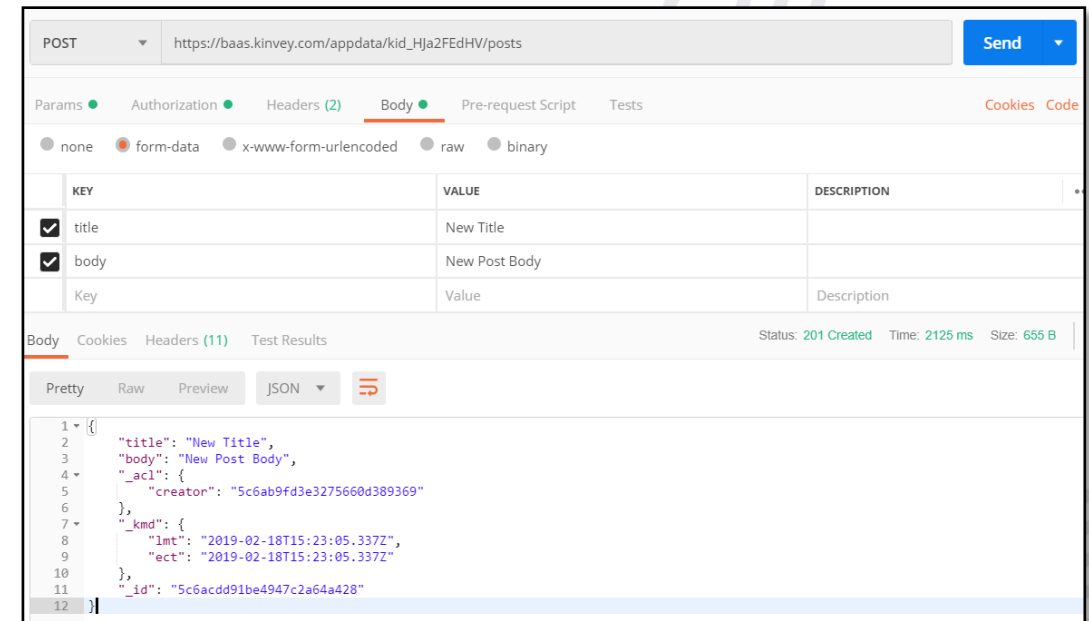 POST https://baas.kinvey.com/appdata/kid_HJa2FEdHV/posts Send
Params Authorization Headers (2) Body Pre-request Script Tests Cookies Code
none form-data x-www-form-urlencoded raw binary
KEY VALUE DESCRIPTION
title New Title
body New Post Body
Key Value Description
Body Cookies Headers (11) Test Results Status: 201 Created Time: 2125 ms Size: 655 B
Pretty Raw Preview JSON
1 {
2 "title": "New Title",
3 "body": "New Post Body",
4 "_acl": {
5 "creator": "5c6ab9fd3e3275660d389369"
6 },
7 "_kmd": {
8 "lmt": "2019-02-18T15:23:05.337Z",
9 "ect": "2019-02-18T15:23:05.337Z"
10 },
11 "_id": "5c6acdd91be4947c2a64a428"
12 }